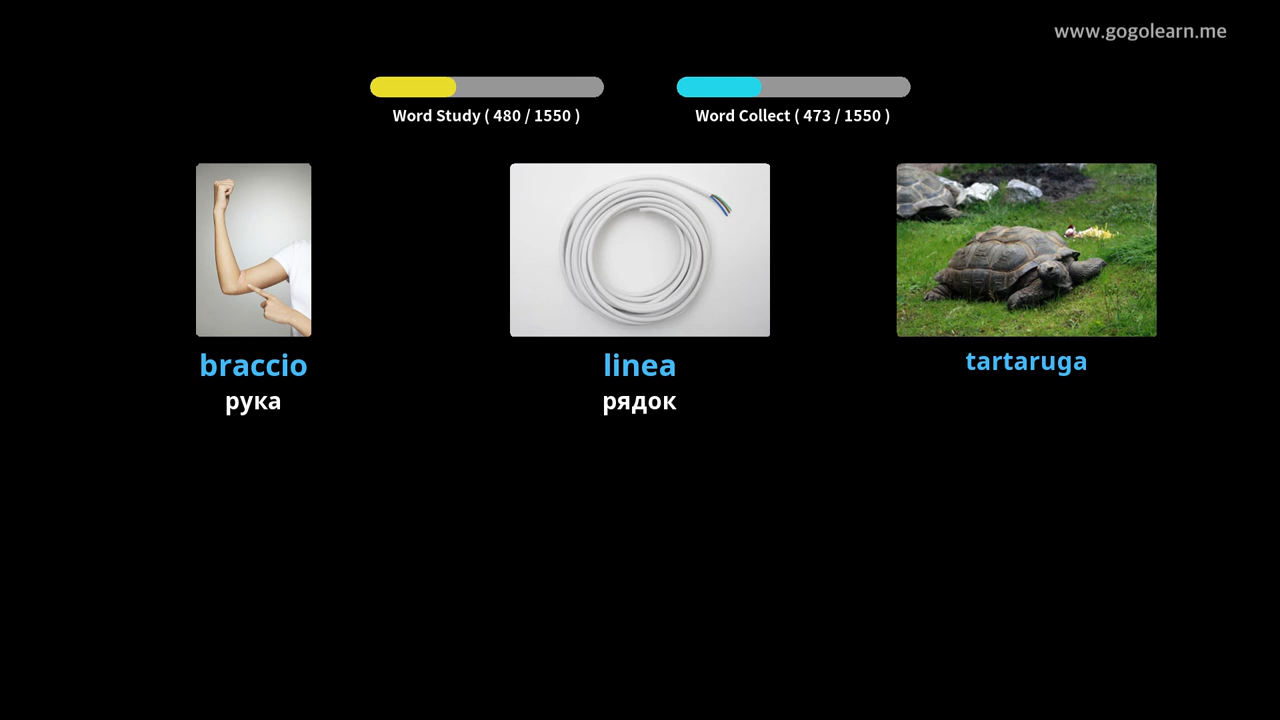 www.gogolearn.me
Word Study ( 480 / 1550 )
Word Collect ( 473 / 1550 )
braccio
рука
linea
рядок
tartaruga